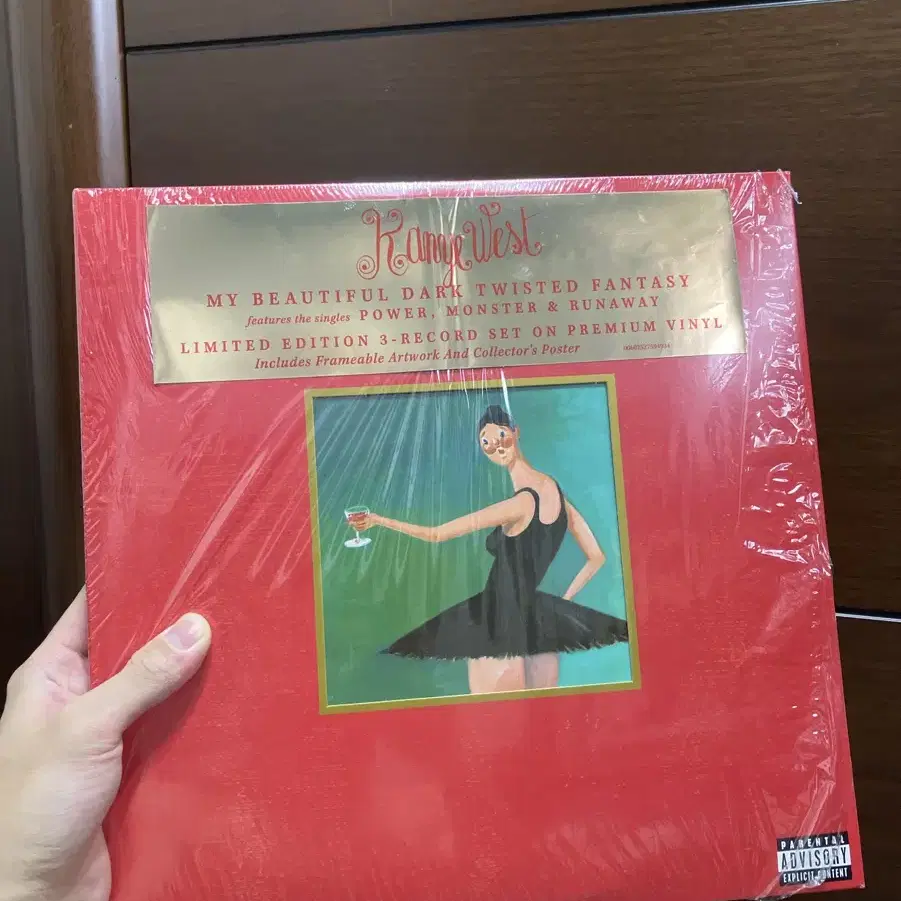 Kanye West
MY BEAUTIFUL DARK TWISTED FANTASY
features the singles POWER, MONSTER & RUNAWAY
LIMITED EDITION 3-RECORD SET ON PREMIUM VINYL
Includes Frameable Artwork And Collector's Poster
PARENTAL
ADVISORY
EXPLICIT CONTENT